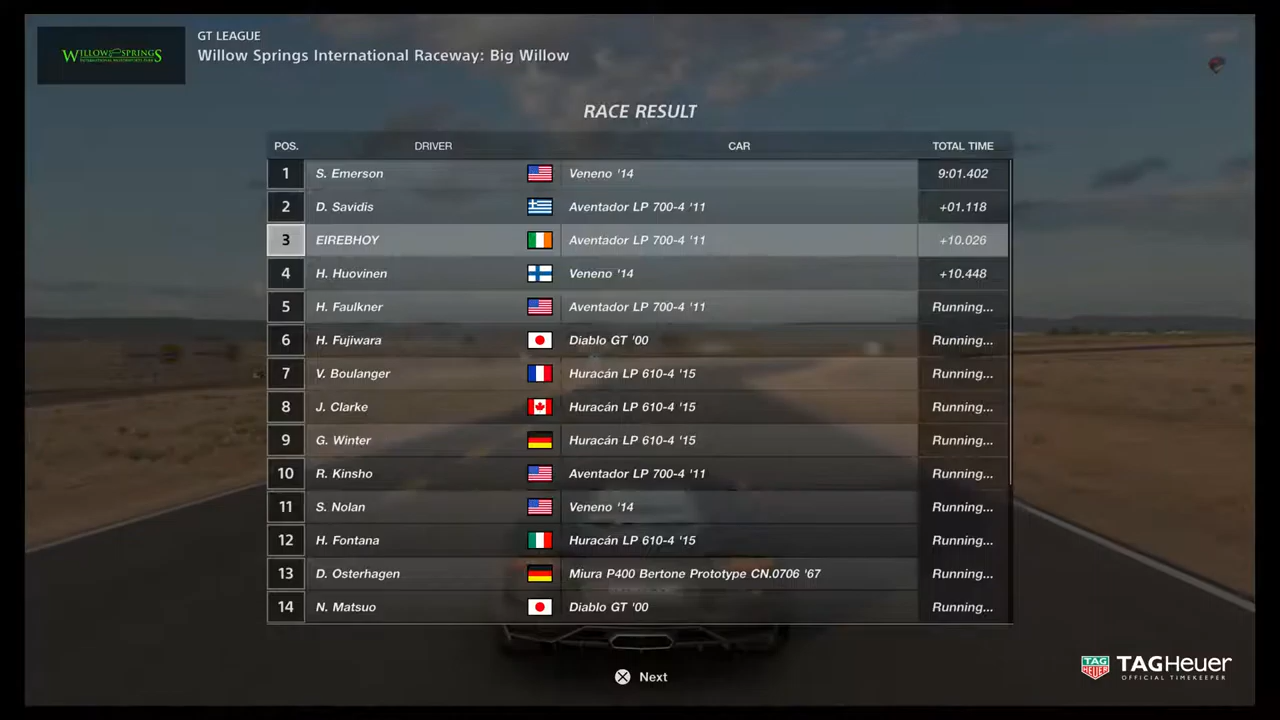 WILLOW SPRINGS
GT LEAGUE
Willow Springs International Raceway: Big Willow
RACE RESULT
POS. DRIVER CAR TOTAL TIME
1 S. Emerson Veneno '14 9:01.402
2 D. Savidis Aventador LP 700-4 '11 +01.118
3 EIREBHOY Aventador LP 700-4 '11 +10.026
4 H. Huovinen Veneno '14 +10.448
5 H. Faulkner Aventador LP 700-4 '11 Running...
6 H. Fujiwara Diablo GT '00 Running...
7 V. Boulanger Huracán LP 610-4 '15 Running...
8 J. Clarke Huracán LP 610-4 '15 Running...
9 G. Winter Huracán LP 610-4 '15 Running...
10 R. Kinsho Aventador LP 700-4 '11 Running...
11 S. Nolan Veneno '14 Running...
12 H. Fontana Huracán LP 610-4 '15 Running...
13 D. Osterhagen Miura P400 Bertone Prototype CN.0706 '67 Running...
14 N. Matsuo Diablo GT '00 Running...
Next
TAG HEUER TAGHeuer
OFFICIAL TIMEKEEPER